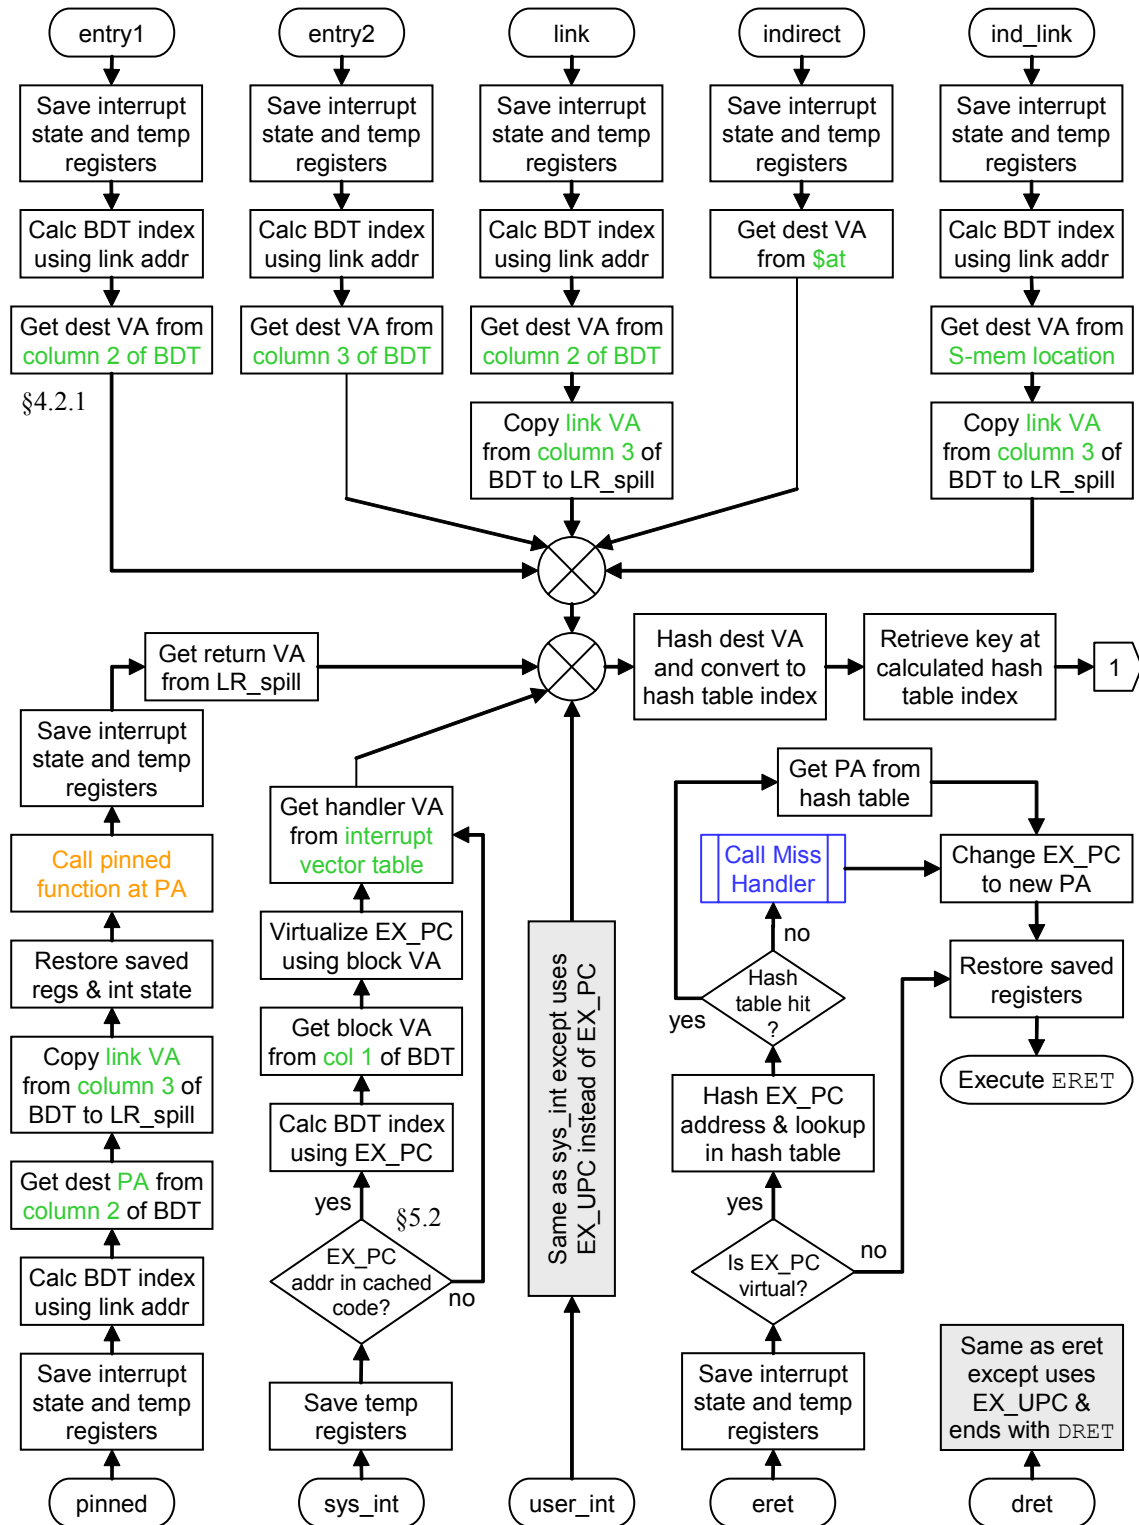 entry1
entry2
link
indirect
ind_link
Save interrupt
state and temp
registers
Save interrupt
state and temp
registers
Save interrupt
state and temp
registers
Save interrupt
state and temp
registers
Save interrupt
state and temp
registers
Calc BDT index
using link addr
Calc BDT index
using link addr
Calc BDT index
using link addr
Get dest VA
from $at
Calc BDT index
using link addr
Get dest VA from
column 2 of BDT
Get dest VA from
column 3 of BDT
Get dest VA from
column 2 of BDT
Get dest VA from
S-mem location
§4.2.1
Copy link VA
from column 3 of
BDT to LR_spill
Copy link VA
from column 3 of
BDT to LR_spill
Get return VA
from LR_spill
Hash dest VA
and convert to
hash table index
Retrieve key at
calculated hash
table index
1
Save interrupt
state and temp
registers
Call pinned
function at PA
Restore saved
regs & int state
Copy link VA
from column 3 of
BDT to LR_spill
Get dest PA from
column 2 of BDT
Calc BDT index
using link addr
Save interrupt
state and temp
registers
pinned
Get handler VA
from interrupt
vector table
Virtualize EX_PC
using block VA
Get block VA
from col 1 of BDT
Calc BDT index
using EX_PC
yes
§5.2
EX_PC
addr in cached
code?
no
Save temp
registers
sys_int
Same as sys_int except uses
EX_UPC instead of EX_PC
user_int
Get PA from
hash table
Call Miss
Handler
Change EX_PC
to new PA
no
Hash
table hit
?
yes
Restore saved
registers
Execute ERET
Hash EX_PC
address & lookup
in hash table
yes
no
Is EX_PC
virtual?
Save interrupt
state and temp
registers
eret
Same as eret
except uses
EX_UPC &
ends with DRET
dret